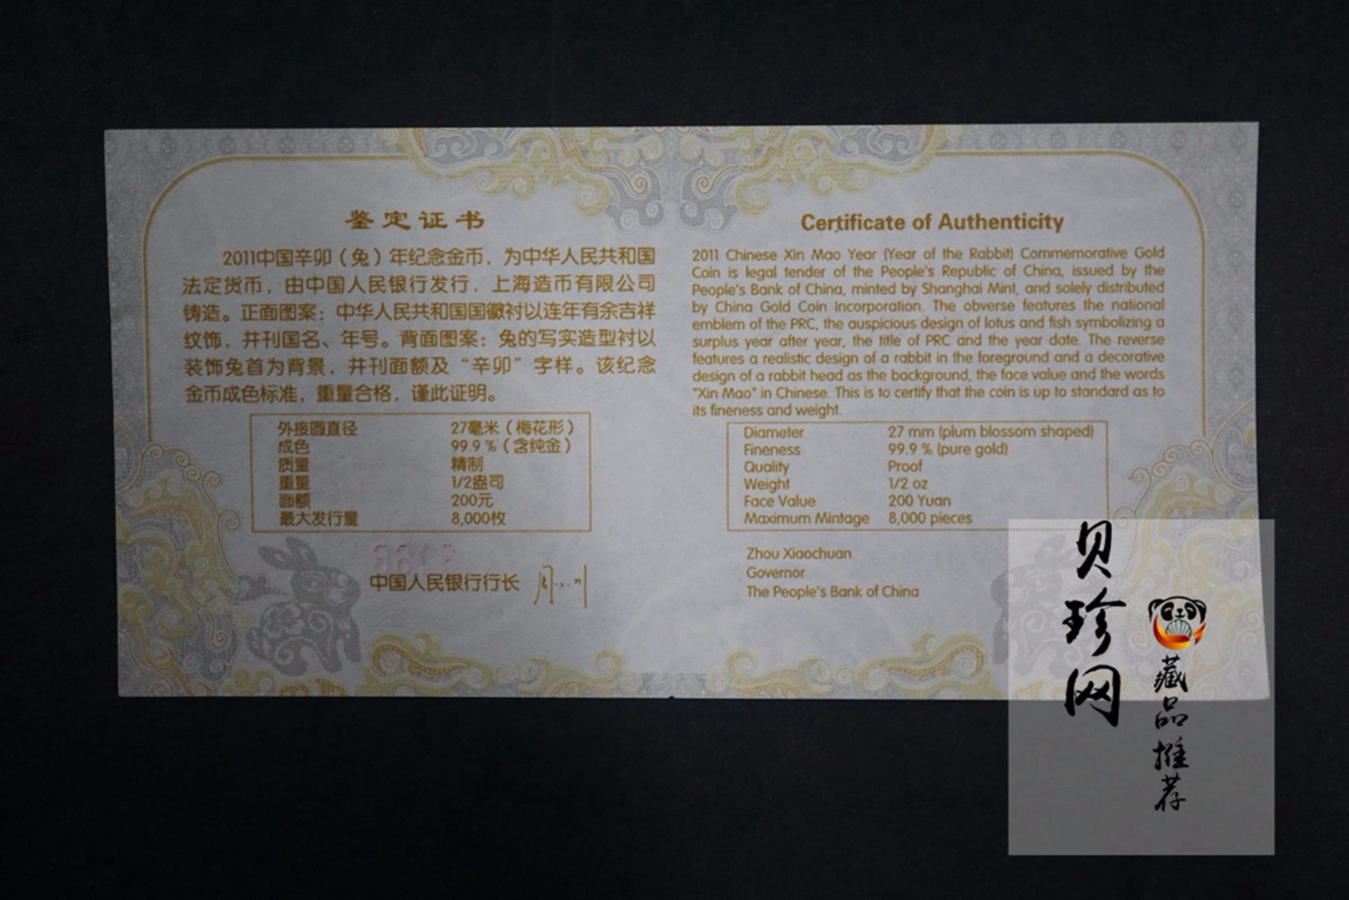 鉴定证书
2011中国辛卯（兔）年纪念金币，为中华人民共和国
法定货币，由中国人民银行发行，上海造币有限公司
铸造。正面图案：中华人民共和国国徽衬以连年有余吉祥
纹饰，并刊国名、年号。背面图案：兔的写实造型衬以
装饰兔首为背景，并刊面额及“辛卯”字样。该纪念
金币成色标准，重量合格，谨此证明。
外接圆直径 27毫米（梅花形）
成色 99.9％（含纯金）
质量 精制
重量 1/2盎司
面额 200元
最大发行量 8,000枚
中国人民银行行长
Certificate of Authenticity
2011 Chinese Xin Mao Year (Year of the Rabbit) Commemorative Gold
Coin is legal tender of the People's Republic of China, issued by the
People's Bank of China, minted by Shanghai Mint, and solely distributed
by China Gold Coin Incorporation. The obverse features the national
emblem of the PRC, the auspicious design of lotus and fish symbolizing a
surplus year after year, the title of PRC and the year date. The reverse
features a realistic design of a rabbit in the foreground and a decorative
design of a rabbit head as the background, the face value and the words
"Xin Mao" in Chinese. This is to certify that the coin is up to standard as to
its fineness and weight.
Diameter 27 mm (plum blossom shaped)
Fineness 99.9 % (pure gold)
Quality Proof
Weight 1/2 oz
Face Value 200 Yuan
Maximum Mintage 8,000 pieces
Zhou Xiaochuan
Governor
The People's Bank of China
贝珍网
藏品推荐